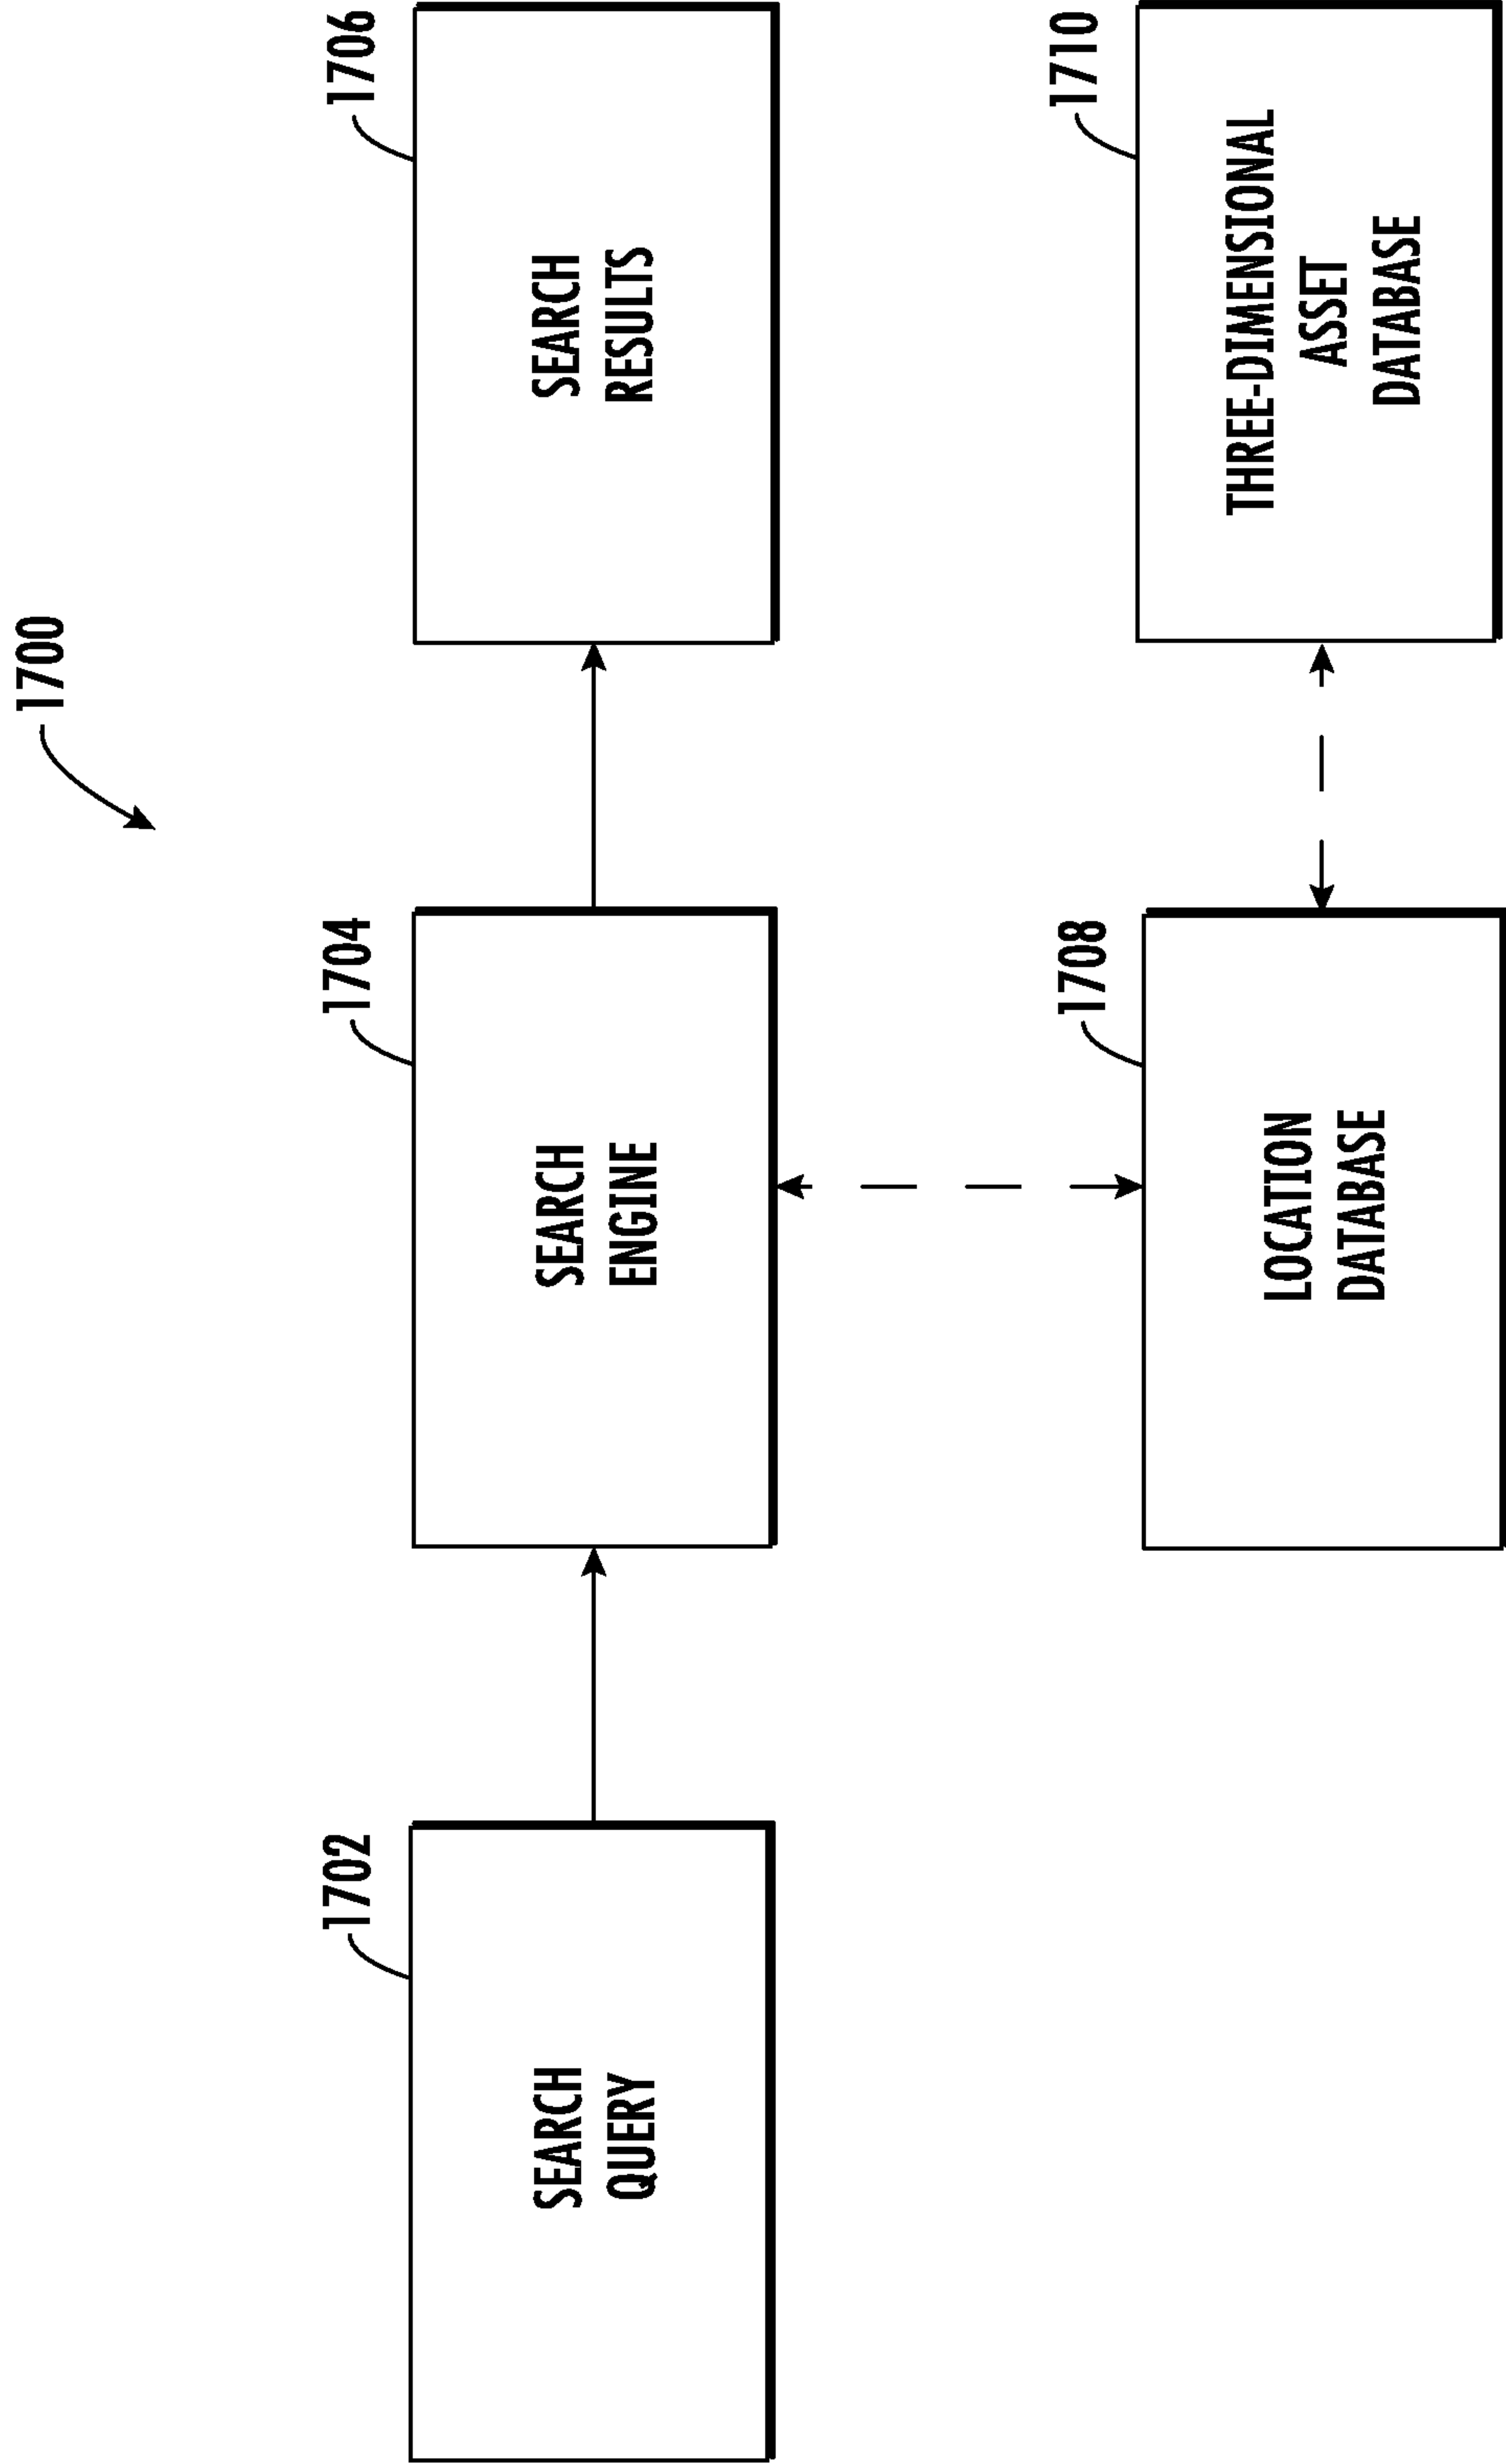 1700
1702
SEARCH
QUERY
1704
SEARCH
ENGINE
1706
SEARCH
RESULTS
1708
LOCATION
DATABASE
1710
THREE-DIMENSIONAL
ASSET
DATABASE